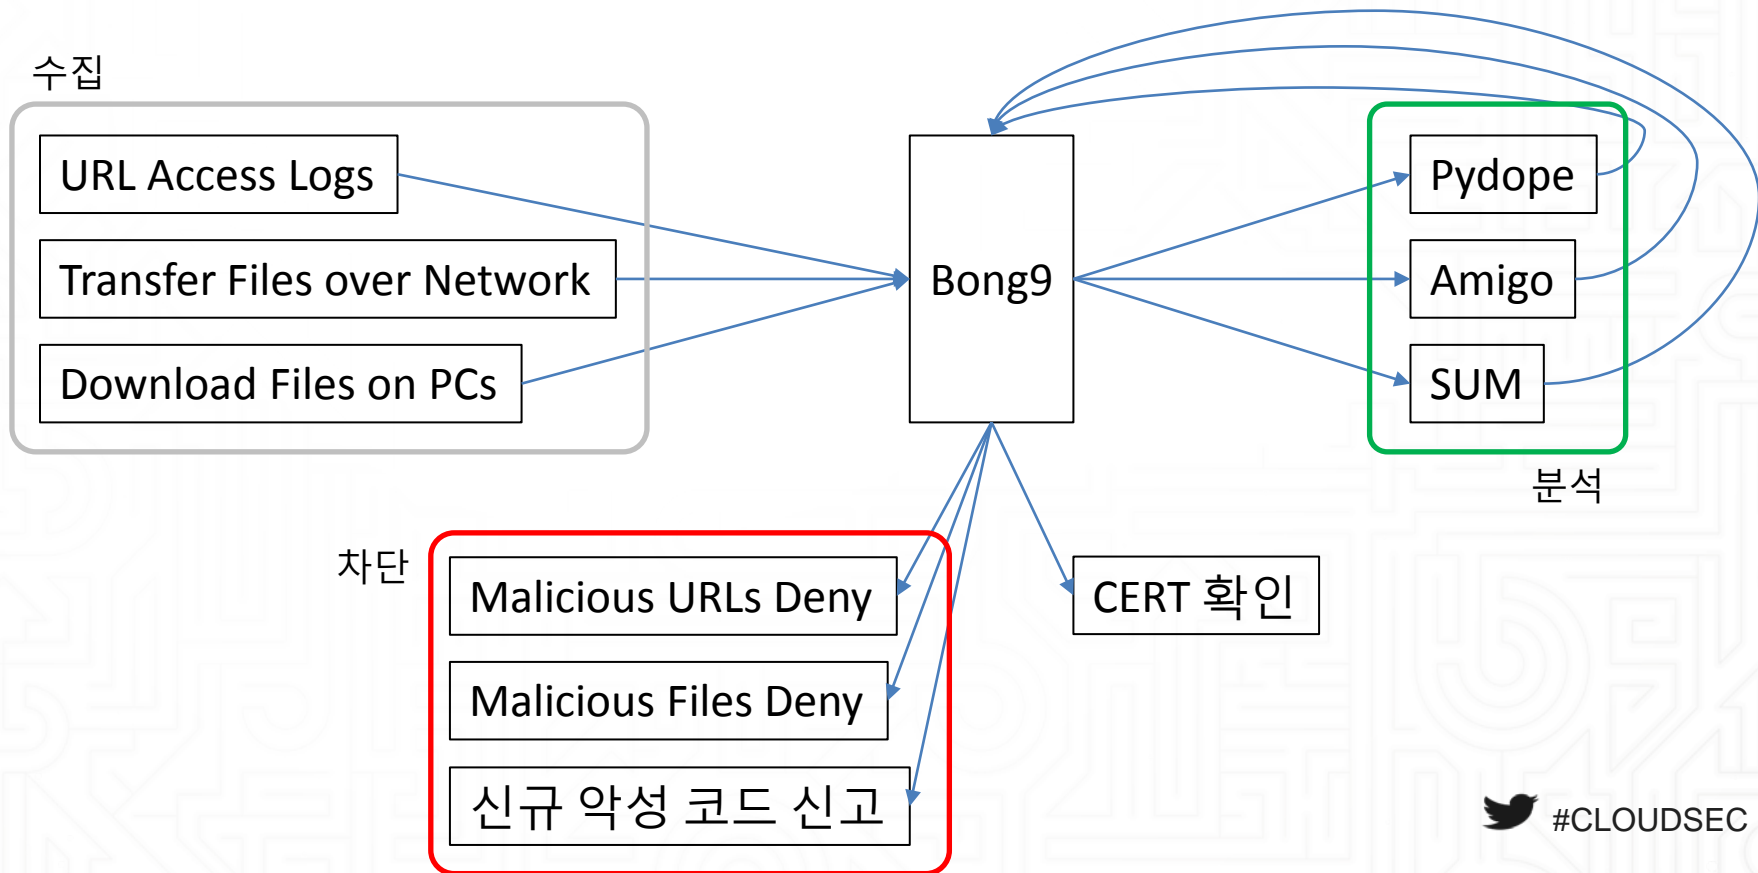 수집
URL Access Logs
Transfer Files over Network
Download Files on PCs
Bong9
Pydope
Amigo
SUM
분석
차단
Malicious URLs Deny
Malicious Files Deny
신규 악성 코드 신고
CERT 확인
#CLOUDSEC